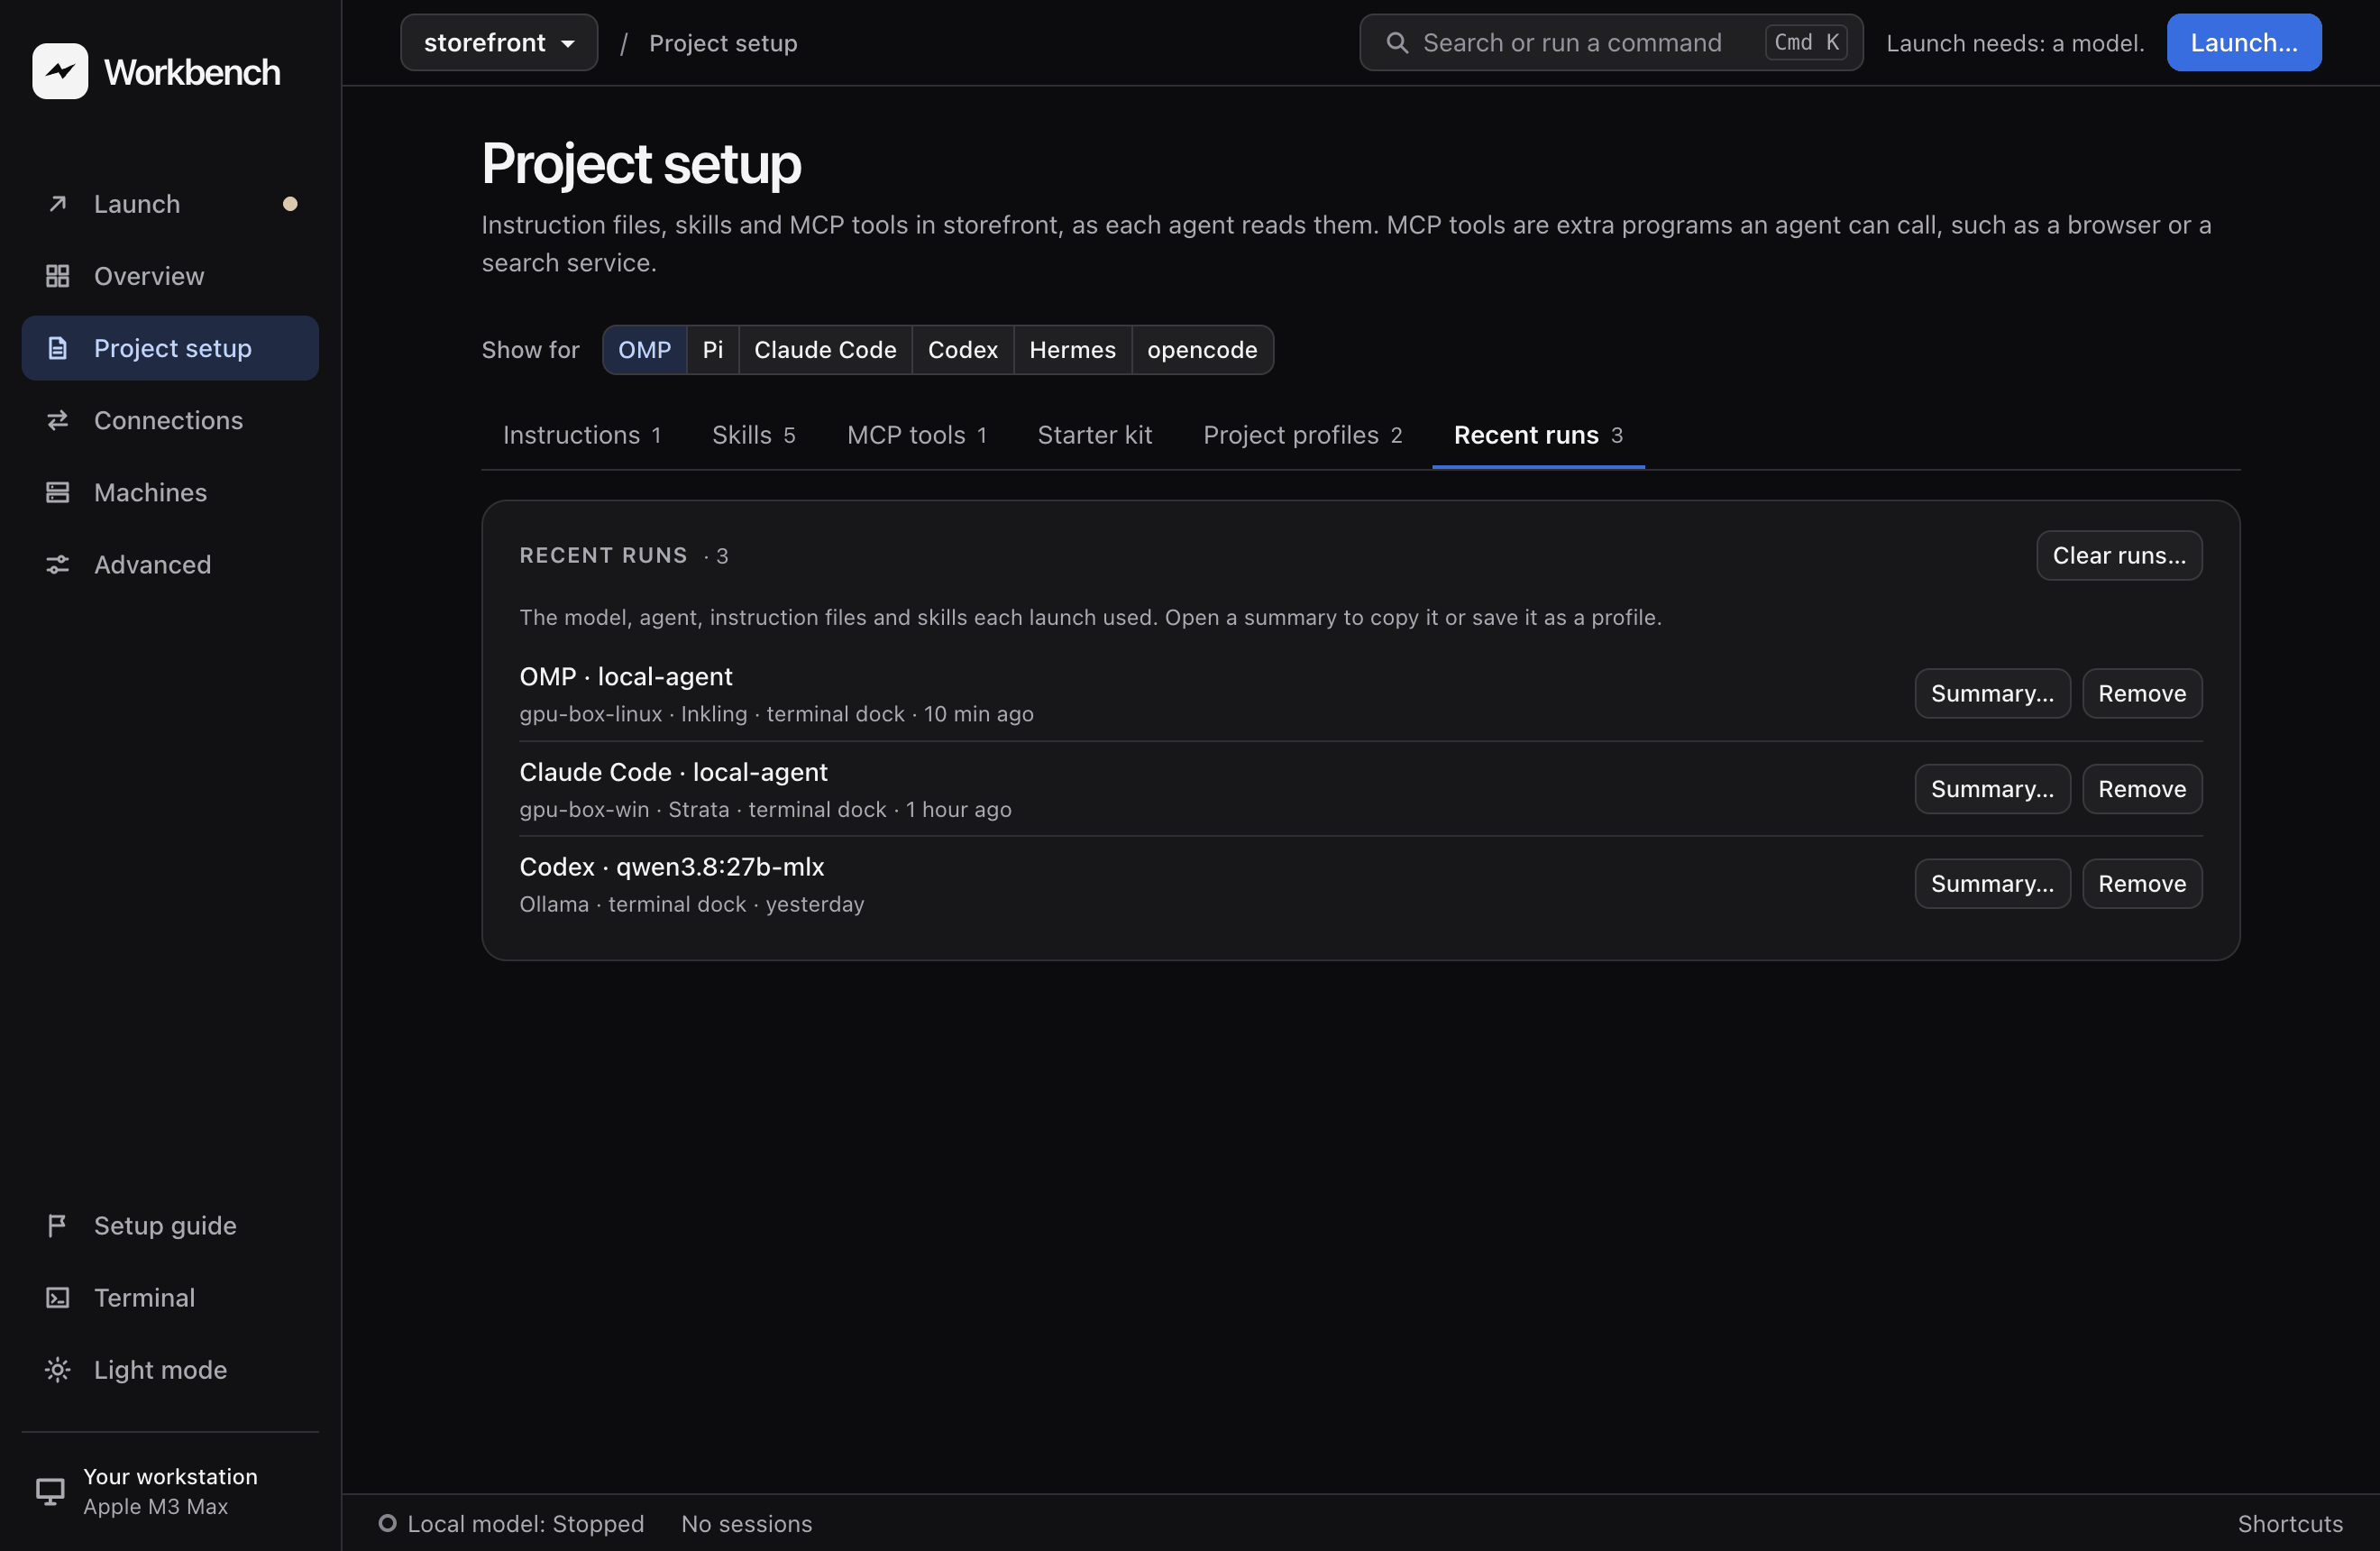 Workbench
storefront / Project setup
Search or run a command Cmd K
Launch needs: a model.
Launch...
Launch
Overview
Project setup
Connections
Machines
Advanced
Project setup
Instruction files, skills and MCP tools in storefront, as each agent reads them. MCP tools are extra programs an agent can call, such as a browser or a
search service.
Show for OMP Pi Claude Code Codex Hermes opencode
Instructions 1 Skills 5 MCP tools 1 Starter kit Project profiles 2 Recent runs 3
RECENT RUNS · 3
Clear runs...
The model, agent, instruction files and skills each launch used. Open a summary to copy it or save it as a profile.
OMP · local-agent
gpu-box-linux · Inkling · terminal dock · 10 min ago
Summary... Remove
Claude Code · local-agent
gpu-box-win · Strata · terminal dock · 1 hour ago
Summary... Remove
Codex · qwen3.8:27b-mlx
Ollama · terminal dock · yesterday
Summary... Remove
Setup guide
Terminal
Light mode
Your workstation
Apple M3 Max
Local model: Stopped No sessions
Shortcuts